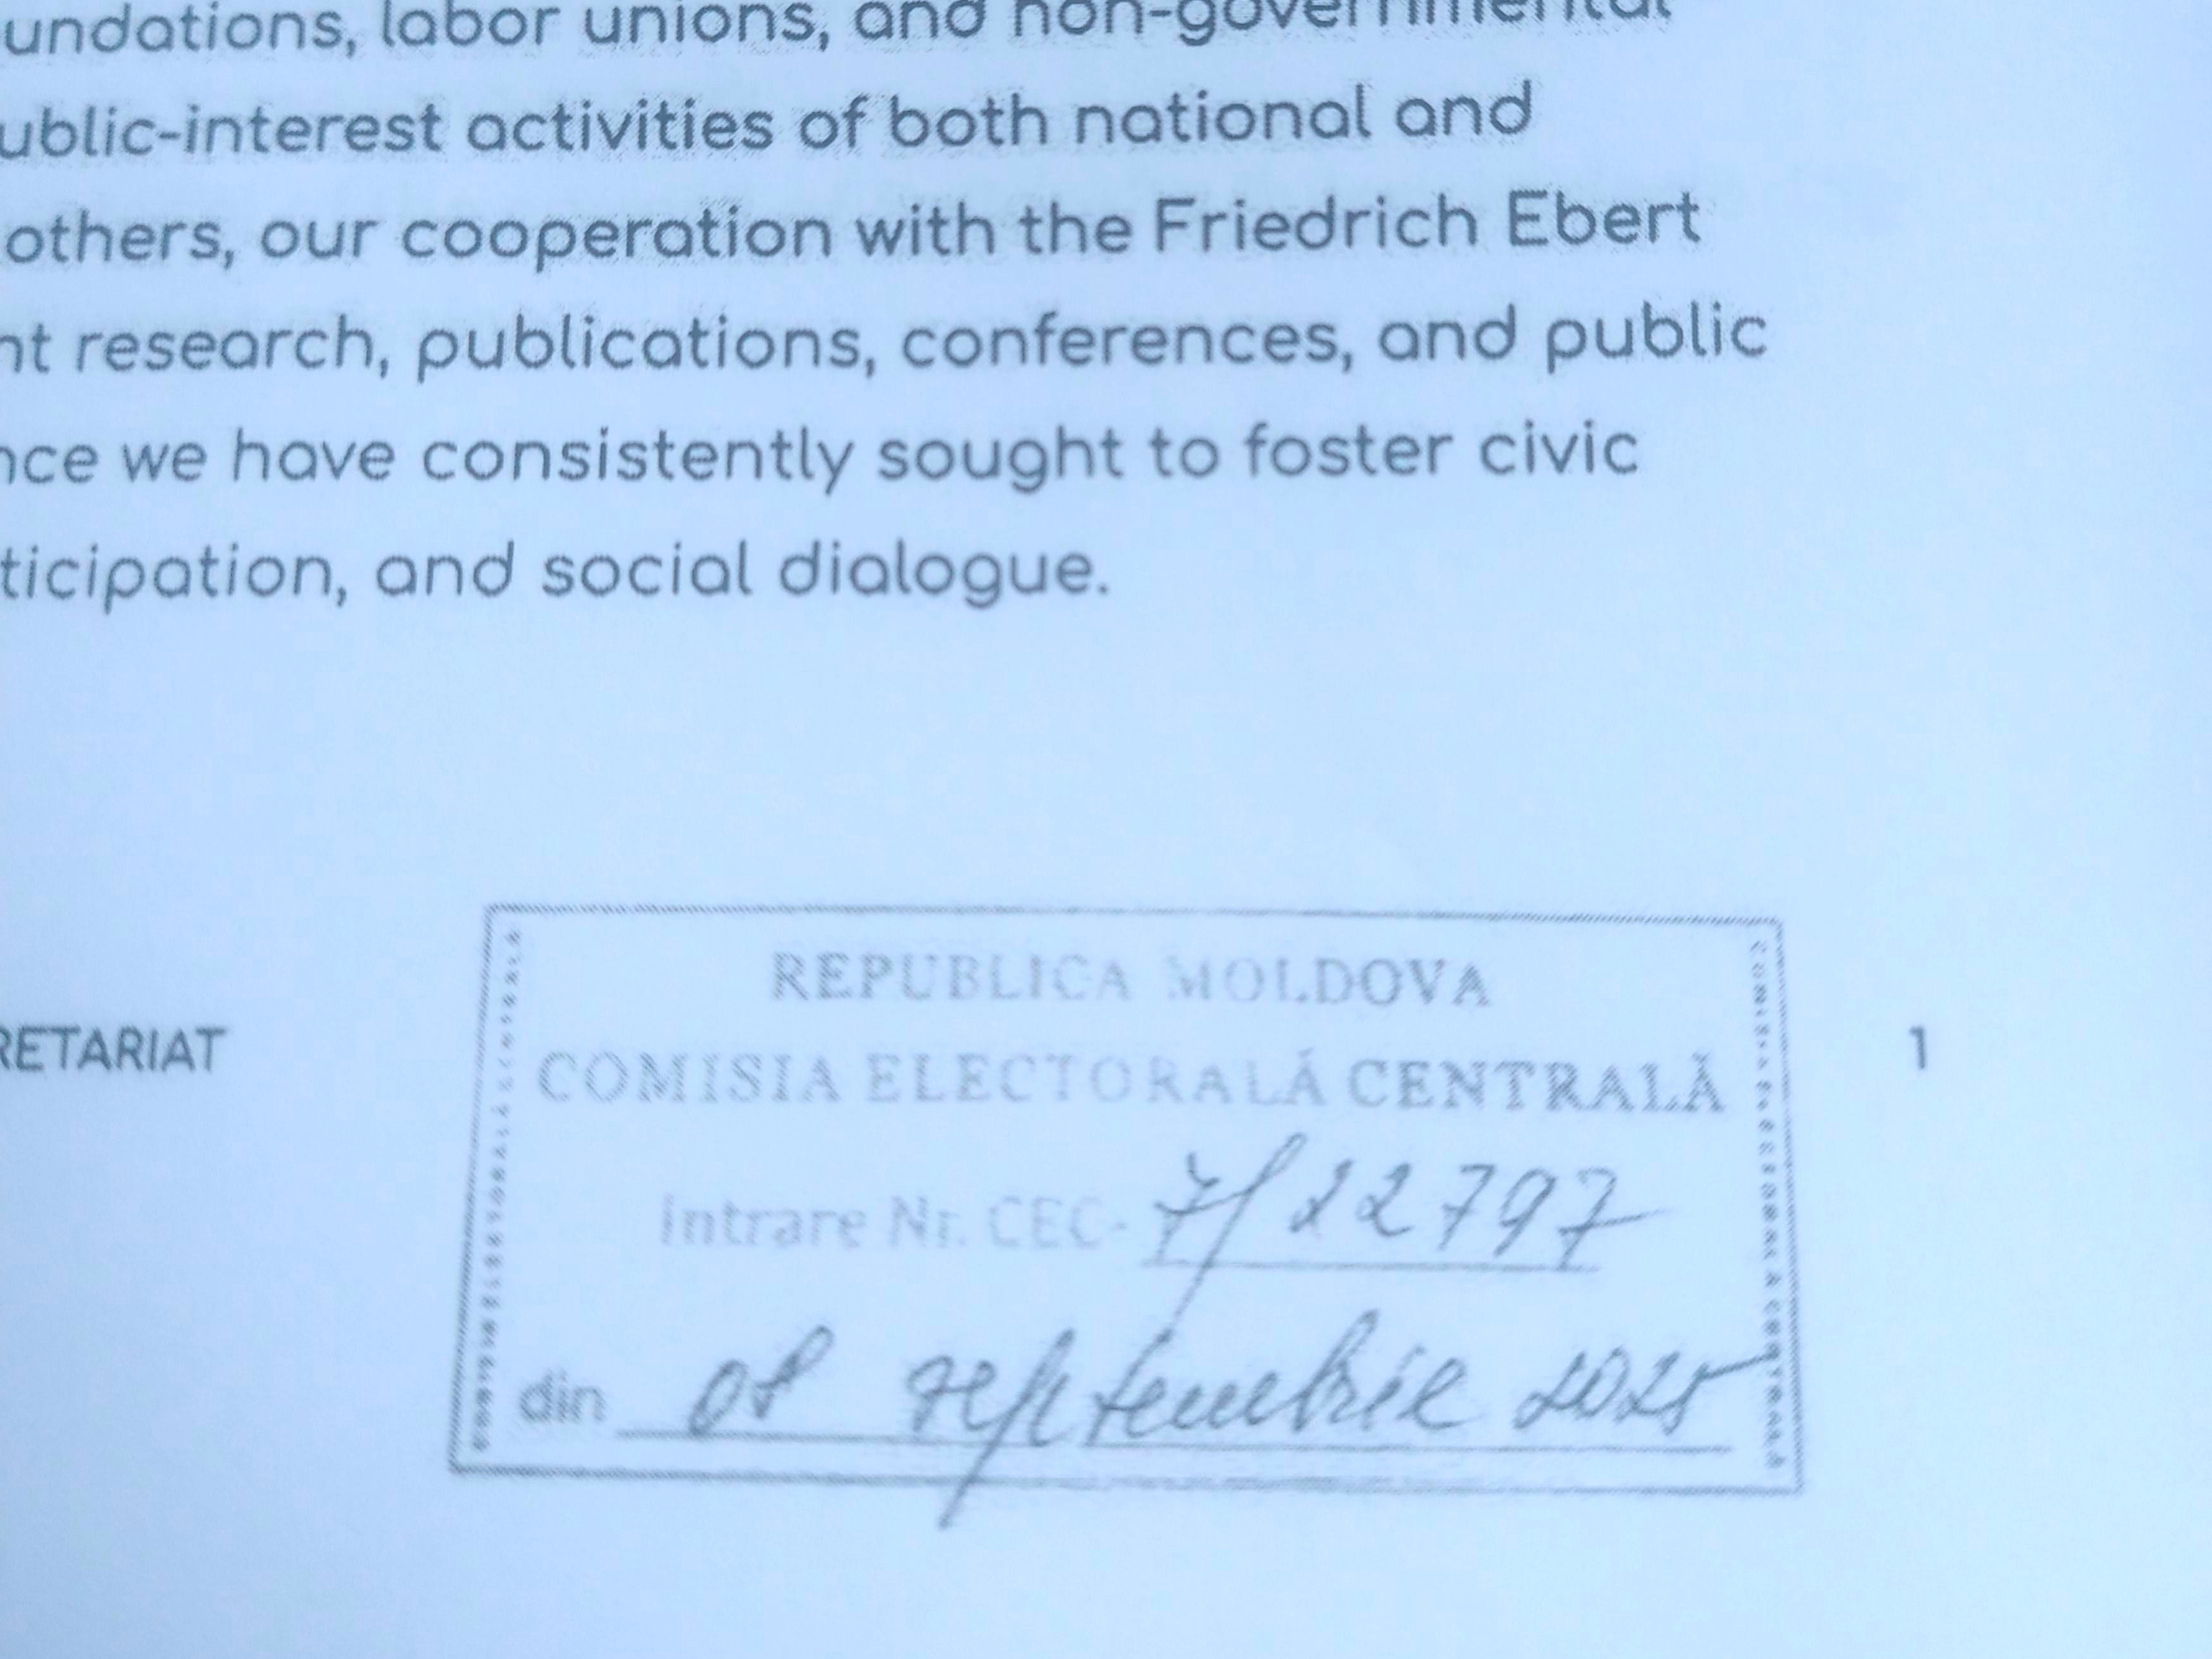 undations, labor unions, and non-governmental
ublic-interest activities of both national and
others, our cooperation with the Friedrich Ebert
nt research, publications, conferences, and public
nce we have consistently sought to foster civic
ticipation, and social dialogue.
RETARIAT
REPUBLICA MOLDOVA
COMISIA ELECTORALĂ CENTRALĂ
Intrare Nr. CEC- 7/22797
din 08 septembrie 2025
1